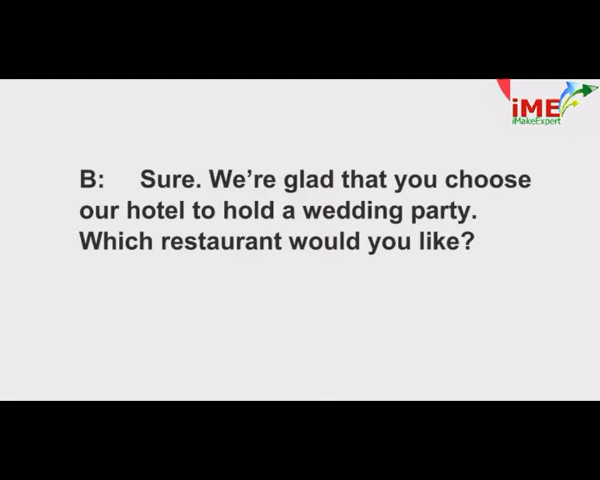 iME
iMakeExpert
B: Sure. We’re glad that you choose
our hotel to hold a wedding party.
Which restaurant would you like?